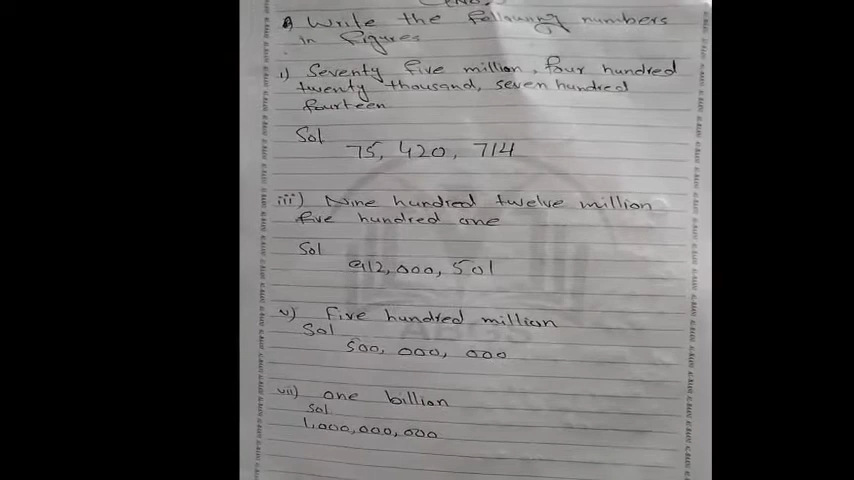 Write the following numbers
in figures
i) Seventy five million, four hundred
twenty thousand, seven hundred
fourteen
Sol
75, 420, 714
iii) Nine hundred twelve million
five hundred one
Sol
912,000, 501
v) Five hundred million
Sol
500, 000, 000
vii) one billion
Sol
1,000,000,000